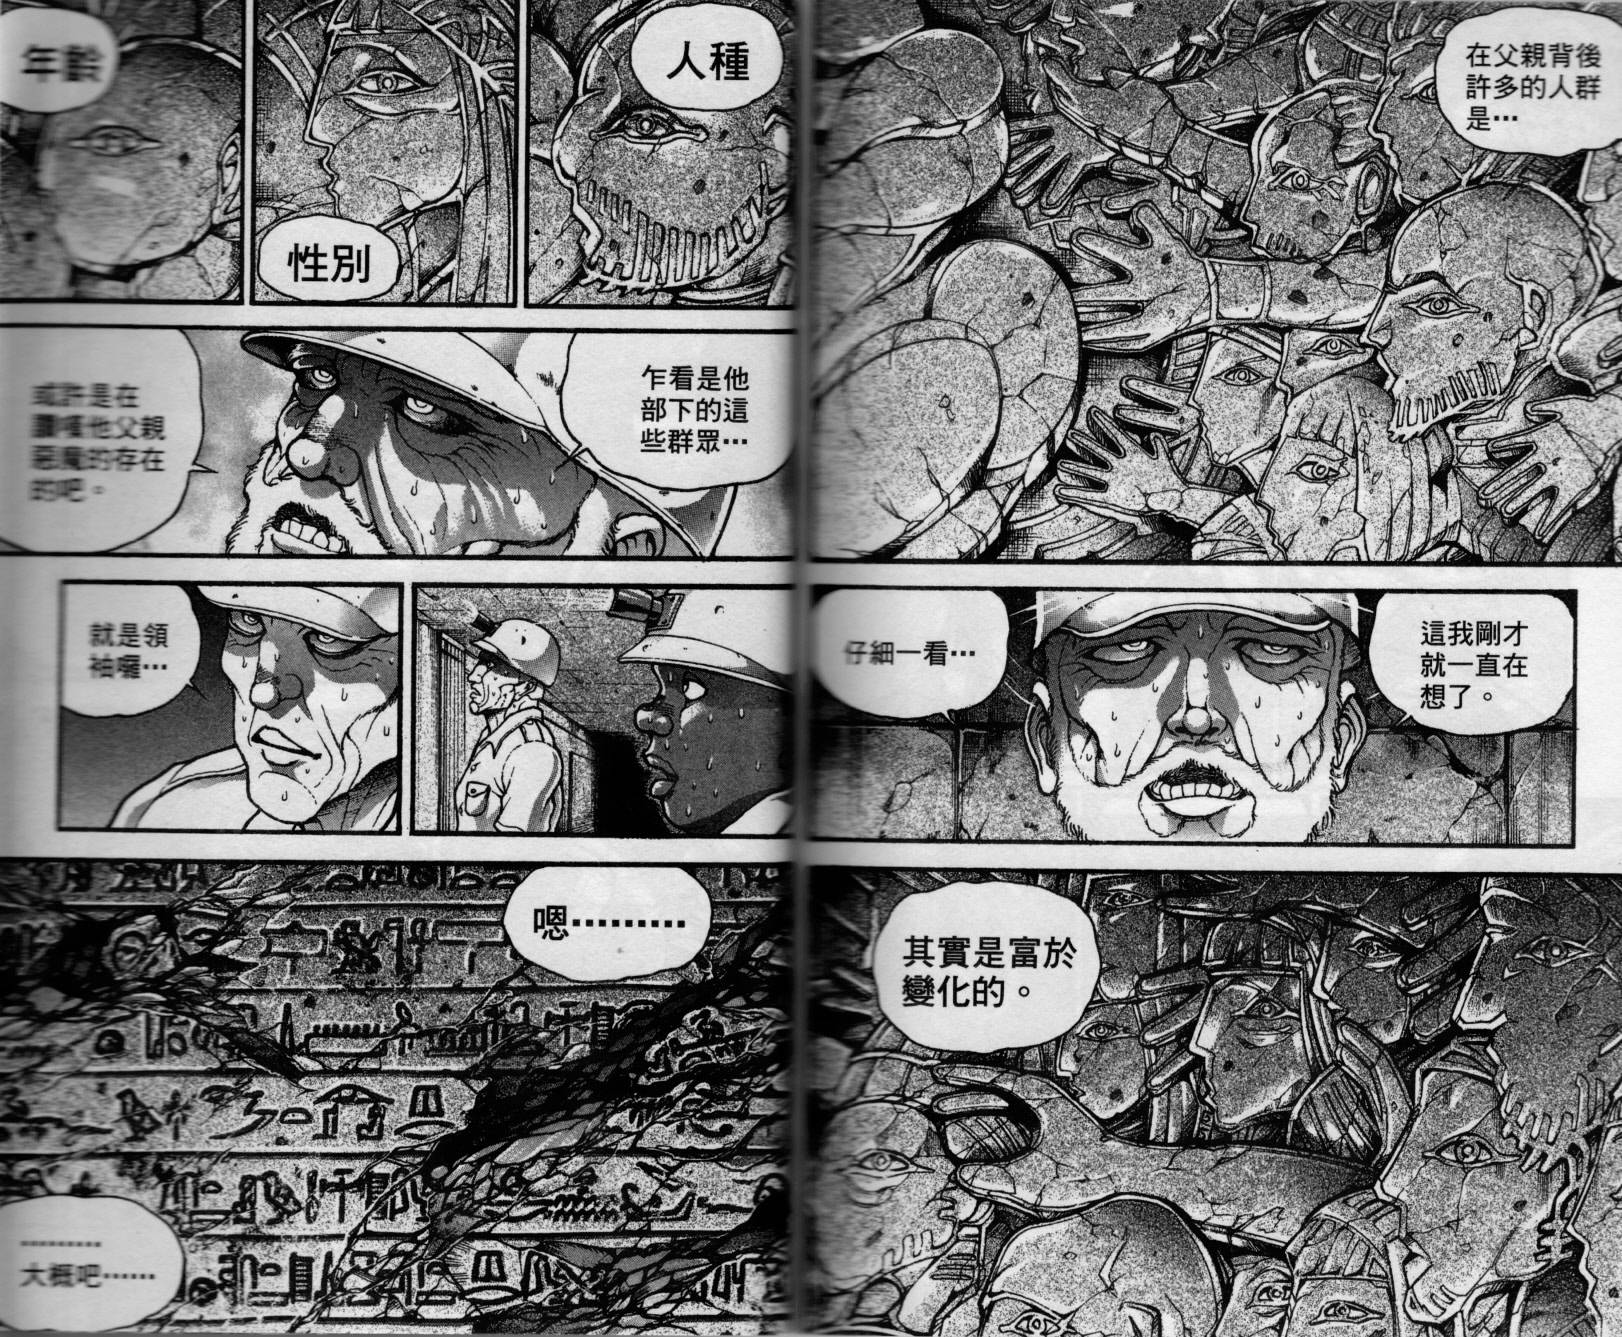 在父親背後
許多的人群
是…
這我剛才
就一直在
想了。
仔細一看…
其實是富於
變化的。
人種
性別
年齡
乍看是他
部下的這
些群眾…
或許是在
讚嘆他父親
惡魔的存在
的吧。
就是領
袖囉…
嗯………
………
大概吧……